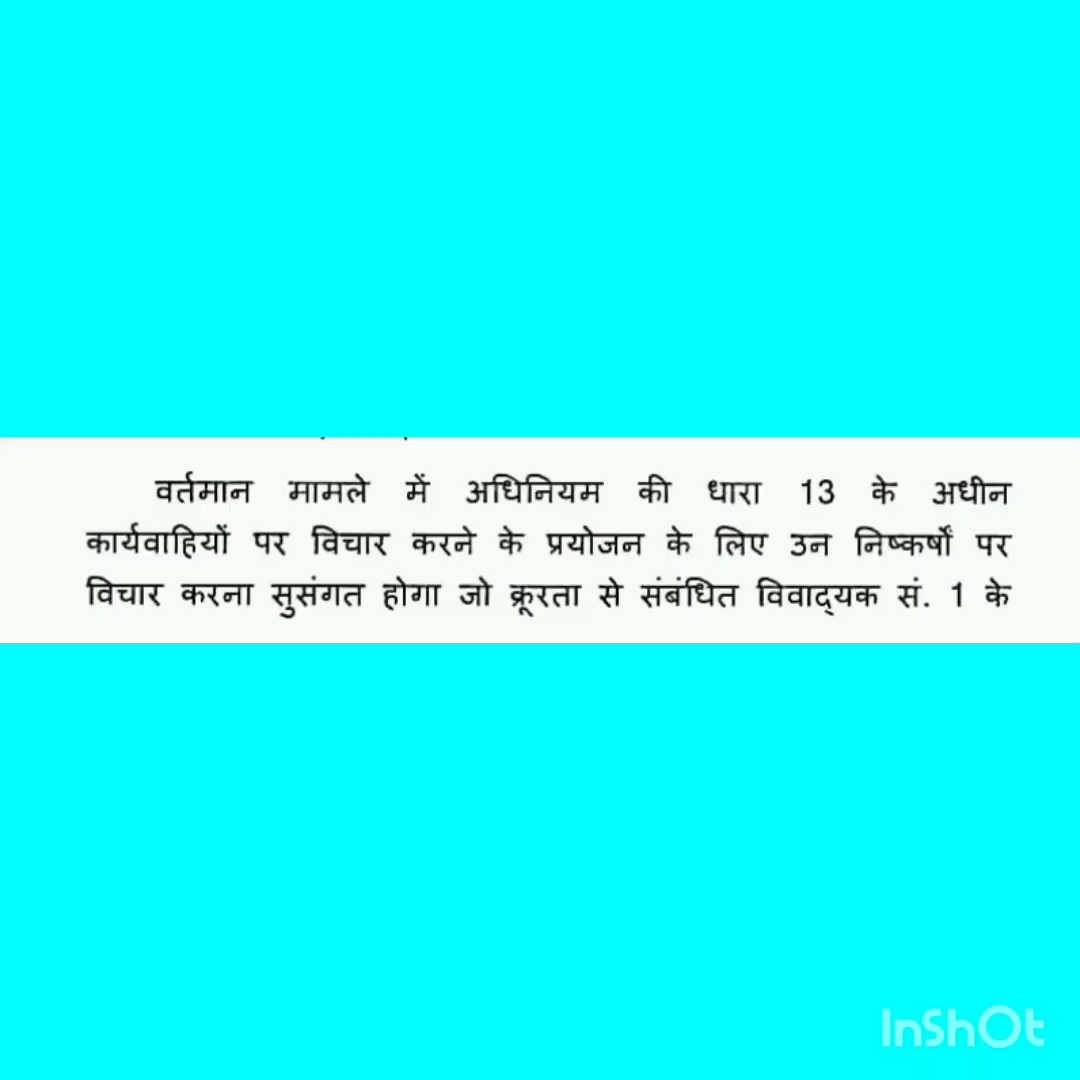 वर्तमान मामले में अधिनियम की धारा 13 के अधीन
कार्यवाहियों पर विचार करने के प्रयोजन के लिए उन निष्कर्षों पर
विचार करना सुसंगत होगा जो क्रूरता से संबंधित विवाद्यक सं. 1 के
InShOt